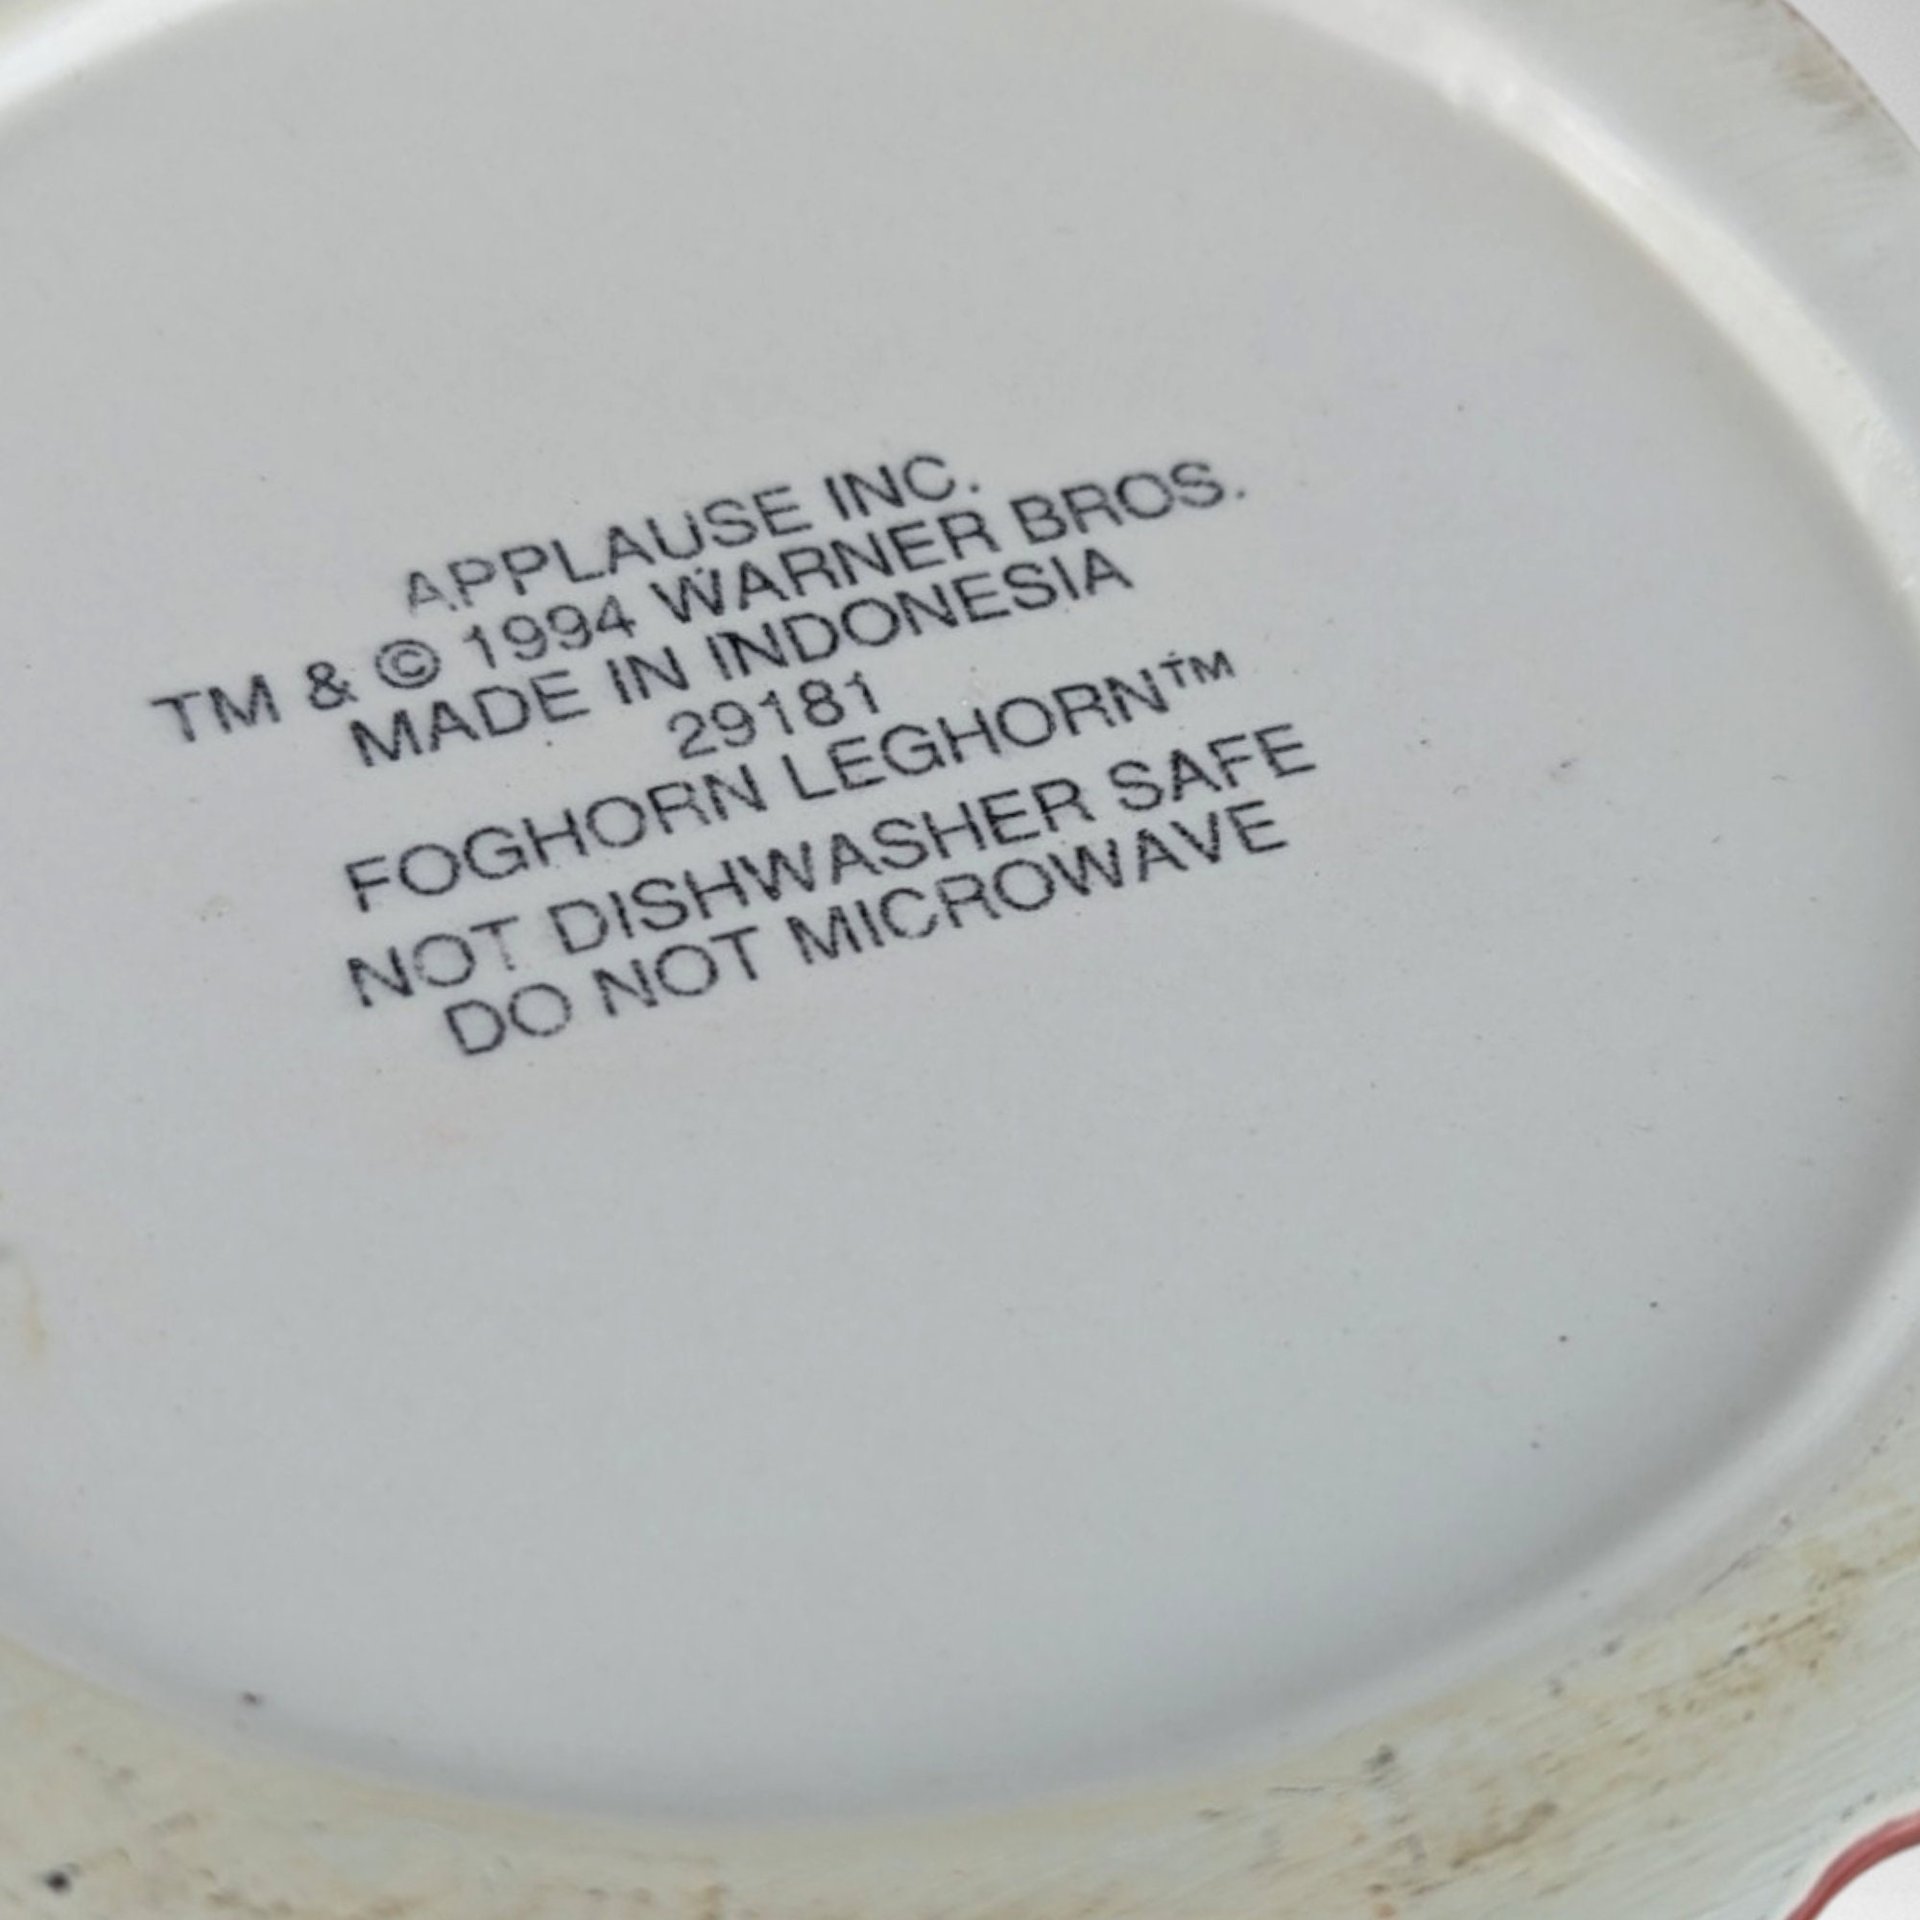 APPLAUSE INC.
TM & © 1994 WARNER BROS.
MADE IN INDONESIA
29181
FOGHORN LEGHORN™
NOT DISHWASHER SAFE
DO NOT MICROWAVE